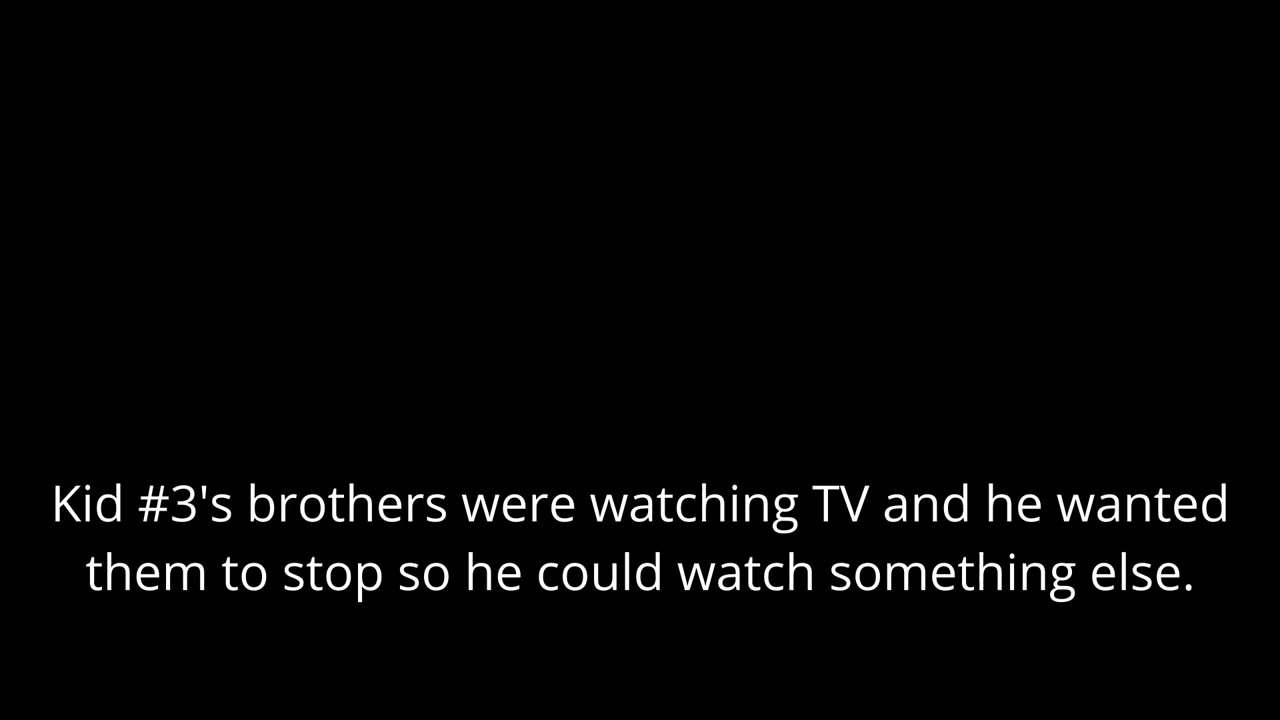 Kid #3's brothers were watching TV and he wanted
them to stop so he could watch something else.